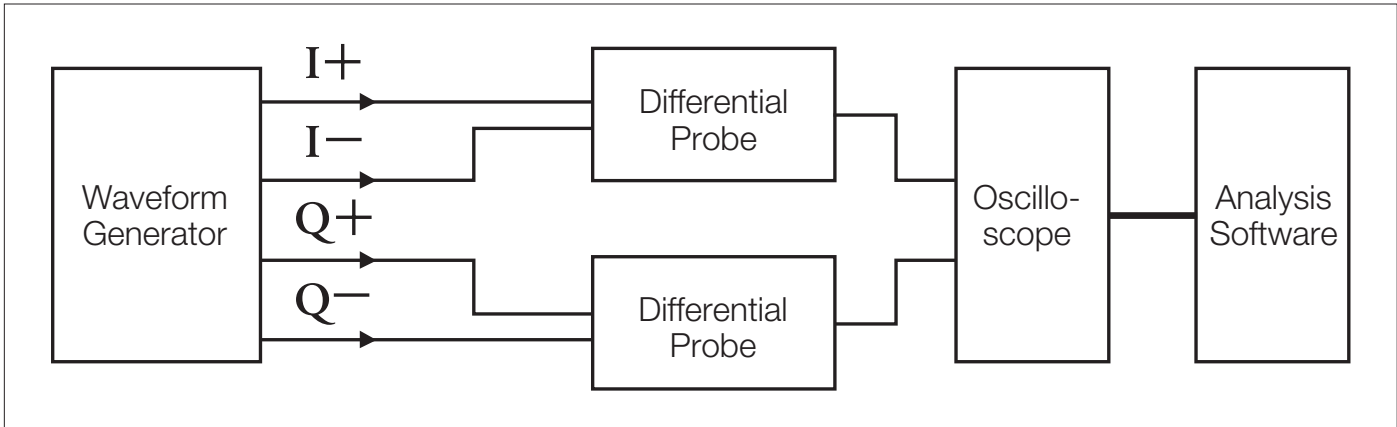 I+
I−
Q+
Q−
Waveform
Generator
Differential
Probe
Differential
Probe
Oscillo-
scope
Analysis
Software